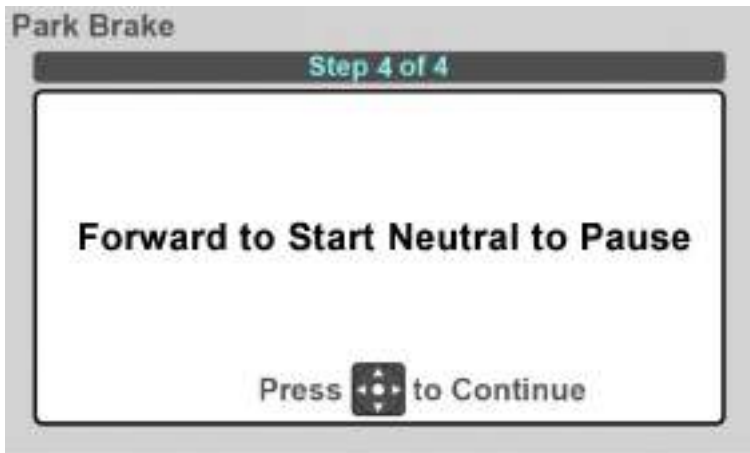 Park Brake
Step 4 of 4
Forward to Start Neutral to Pause
Press to Continue